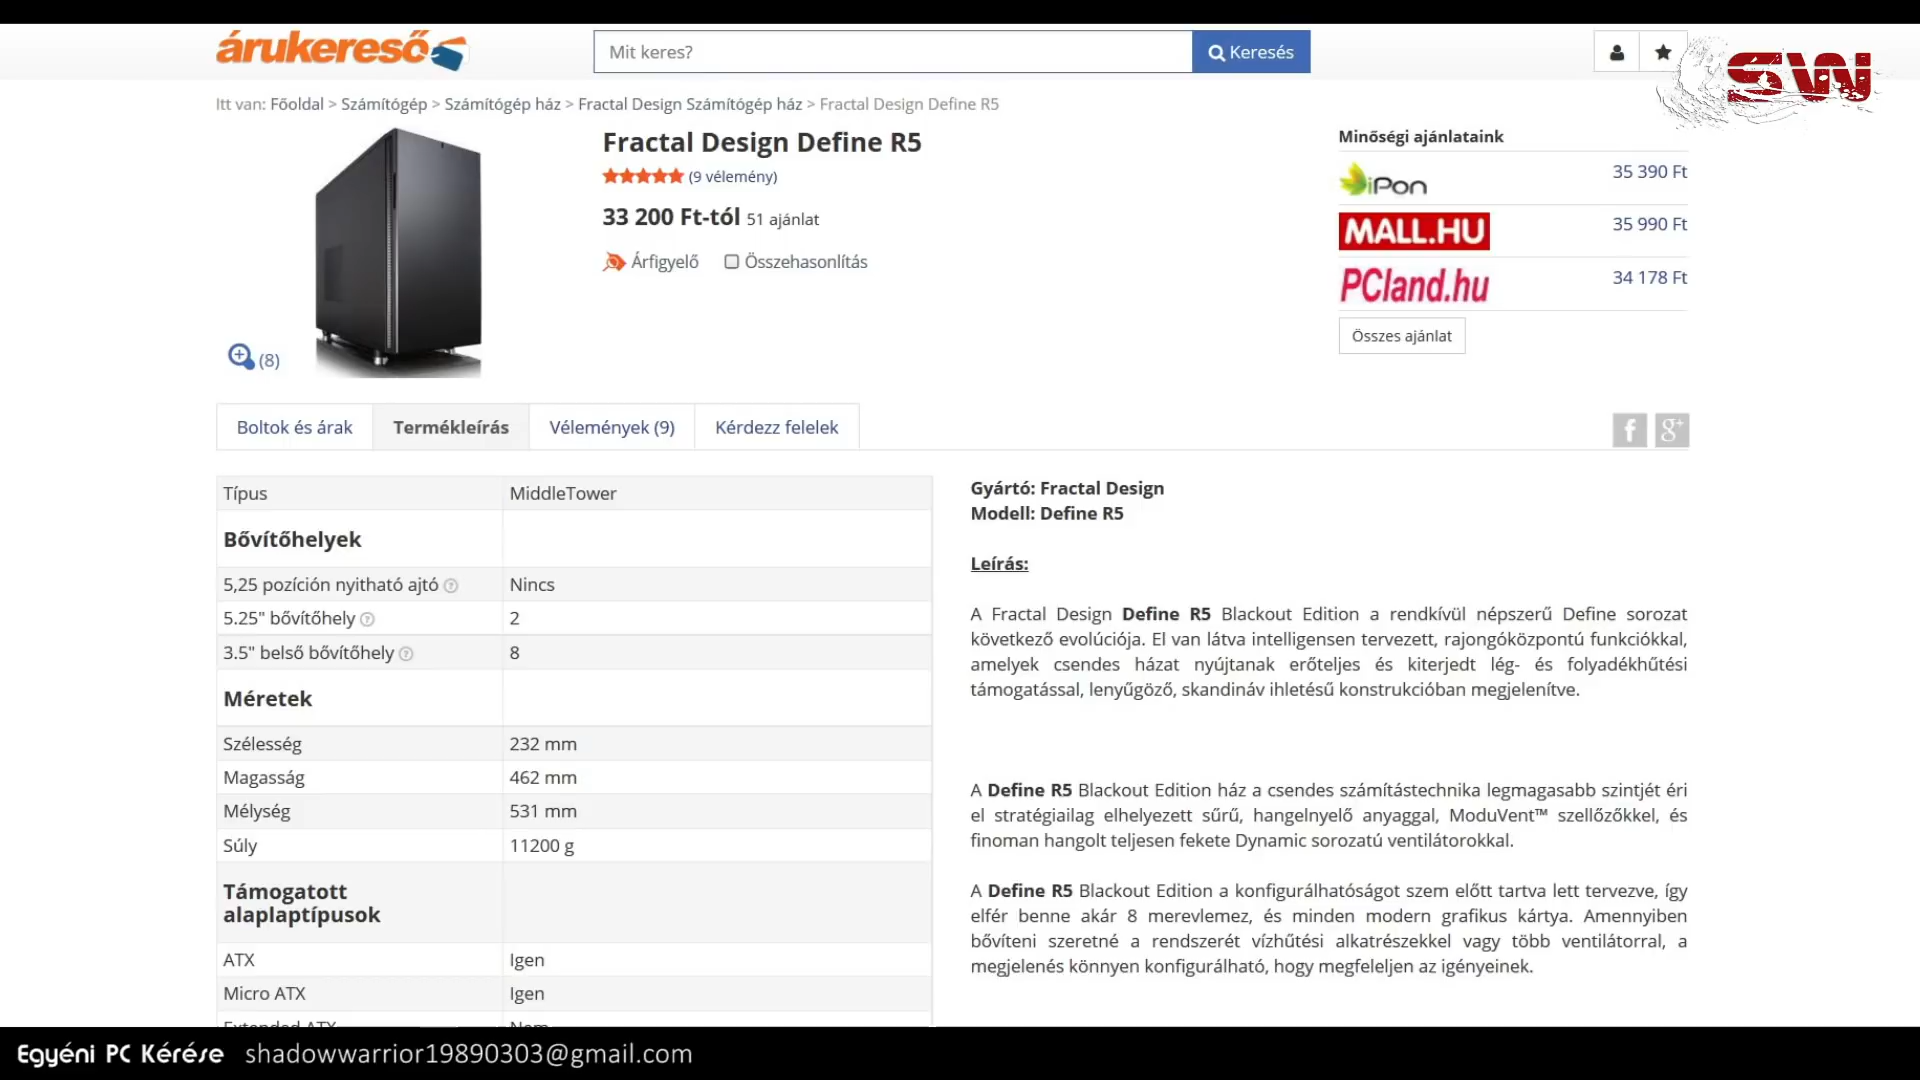 árukereső
Mit keres?
Keresés
SW
Itt van: Főoldal > Számítógép > Számítógép ház > Fractal Design Számítógép ház > Fractal Design Define R5
Fractal Design Define R5
(9 vélemény)
33 200 Ft-tól 51 ajánlat
Árfigyelő Összehasonlítás
(8)
Minőségi ajánlataink
iPon 35 390 Ft
MALL.HU 35 990 Ft
PCland.hu 34 178 Ft
Összes ajánlat
Boltok és árak Termékleírás Vélemények (9) Kérdezz felelek
f g+
Típus MiddleTower
Bővítőhelyek
5,25 pozíción nyitható ajtó ? Nincs
5.25" bővítőhely ? 2
3.5" belső bővítőhely ? 8
Méretek
Szélesség 232 mm
Magasság 462 mm
Mélység 531 mm
Súly 11200 g
Támogatott
alaplaptípusok
ATX Igen
Micro ATX Igen
Extended ATX Nem
Gyártó: Fractal Design
Modell: Define R5
Leírás:
A Fractal Design Define R5 Blackout Edition a rendkívül népszerű Define sorozat
következő evolúciója. El van látva intelligensen tervezett, rajongóközpontú funkciókkal,
amelyek csendes házat nyújtanak erőteljes és kiterjedt lég- és folyadékhűtési
támogatással, lenyűgöző, skandináv ihletésű konstrukcióban megjelenítve.
A Define R5 Blackout Edition ház a csendes számítástechnika legmagasabb szintjét éri
el stratégiailag elhelyezett sűrű, hangelnyelő anyaggal, ModuVent™ szellőzőkkel, és
finoman hangolt teljesen fekete Dynamic sorozatú ventilátorokkal.
A Define R5 Blackout Edition a konfigurálhatóságot szem előtt tartva lett tervezve, így
elfér benne akár 8 merevlemez, és minden modern grafikus kártya. Amennyiben
bővíteni szeretné a rendszerét vízhűtési alkatrészekkel vagy több ventilátorral, a
megjelenés könnyen konfigurálható, hogy megfeleljen az igényeinek.
Egyéni PC Kérése shadowwarrior19890303@gmail.com